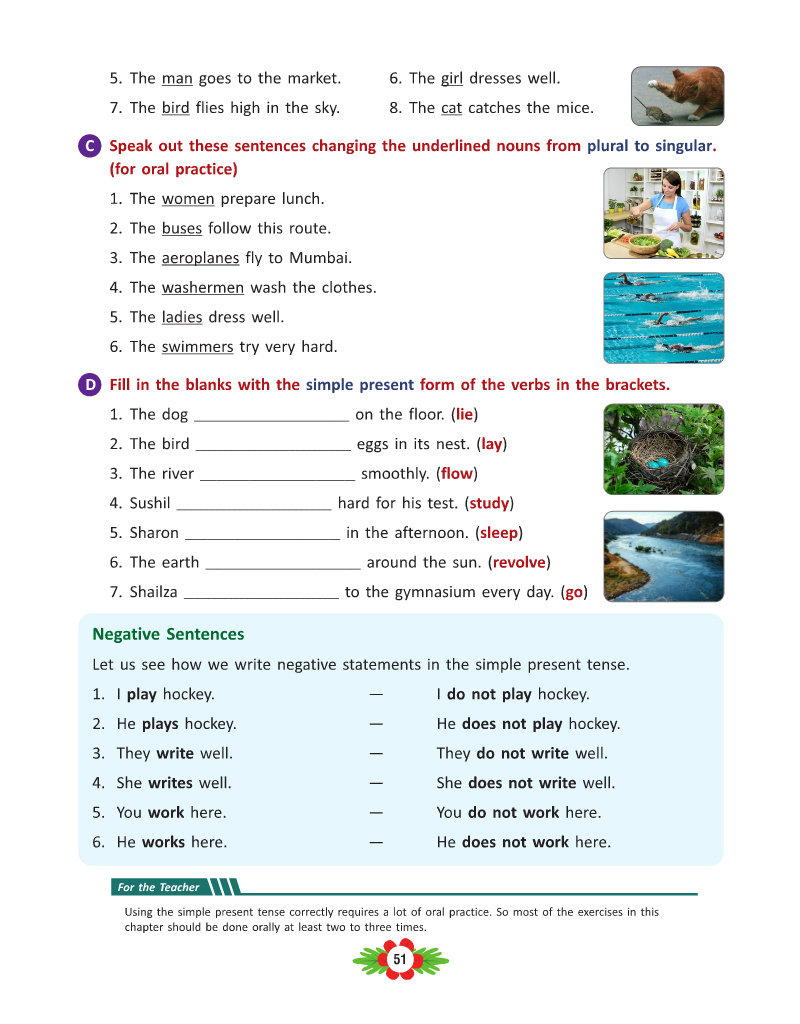 5. The man goes to the market. 6. The girl dresses well.
7. The bird flies high in the sky. 8. The cat catches the mice.
C Speak out these sentences changing the underlined nouns from plural to singular.
(for oral practice)
1. The women prepare lunch.
2. The buses follow this route.
3. The aeroplanes fly to Mumbai.
4. The washermen wash the clothes.
5. The ladies dress well.
6. The swimmers try very hard.
D Fill in the blanks with the simple present form of the verbs in the brackets.
1. The dog __________________ on the floor. (lie)
2. The bird __________________ eggs in its nest. (lay)
3. The river __________________ smoothly. (flow)
4. Sushil __________________ hard for his test. (study)
5. Sharon __________________ in the afternoon. (sleep)
6. The earth __________________ around the sun. (revolve)
7. Shailza __________________ to the gymnasium every day. (go)
Negative Sentences
Let us see how we write negative statements in the simple present tense.
1. I play hockey. — I do not play hockey.
2. He plays hockey. — He does not play hockey.
3. They write well. — They do not write well.
4. She writes well. — She does not write well.
5. You work here. — You do not work here.
6. He works here. — He does not work here.
For the Teacher
Using the simple present tense correctly requires a lot of oral practice. So most of the exercises in this
chapter should be done orally at least two to three times.
51